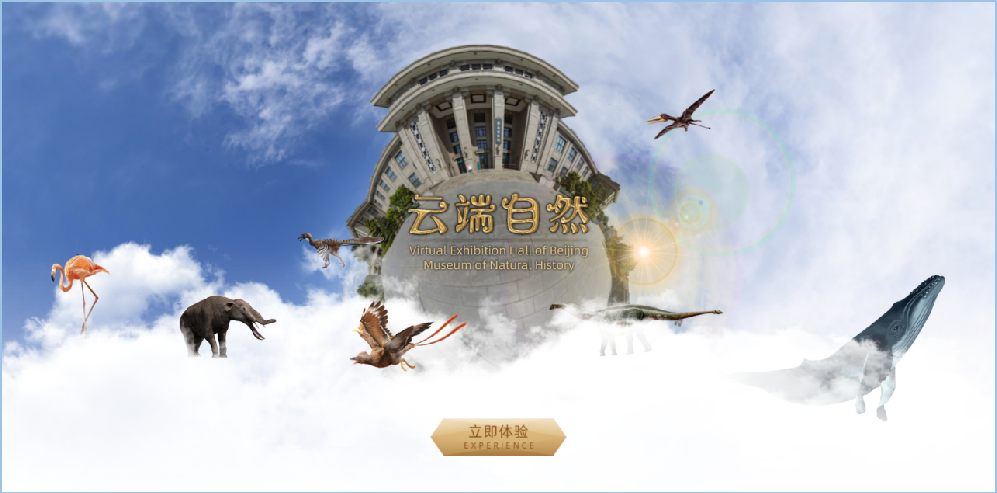 云端自然
Virtual Exhibition Hall of Beijing
Museum of Natural History
立即体验
EXPERIENCE